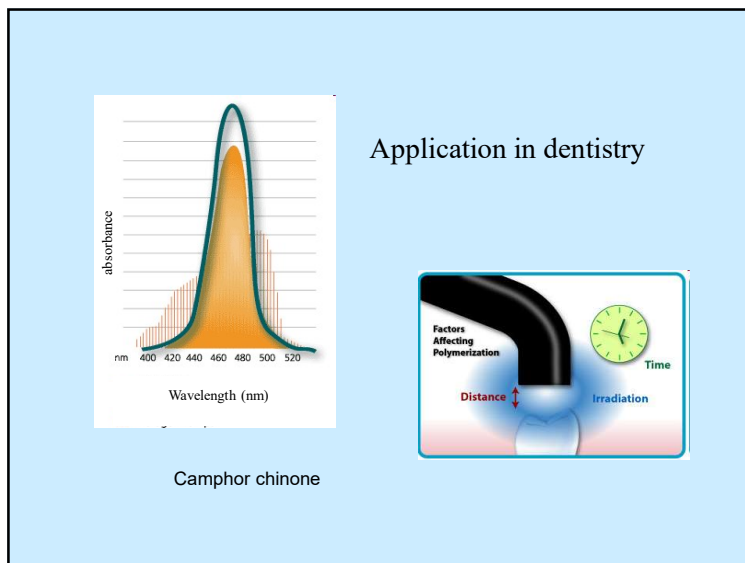 Application in dentistry
absorbance
nm 400 420 440 460 480 500 520
Wavelength (nm)
Camphor chinone
Factors
Affecting
Polymerization
Time
Distance
Irradiation